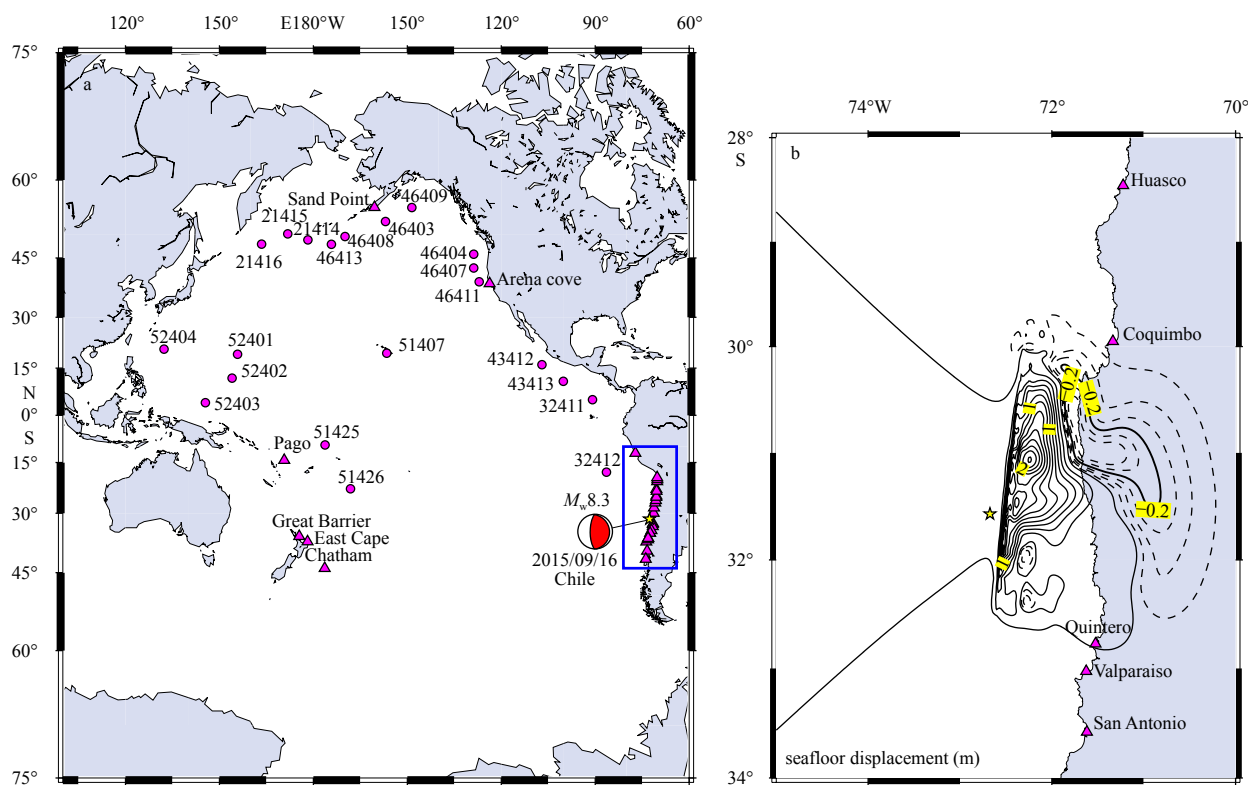 120° 150° E180°W 150° 120° 90° 60°
75°
a
60°
Sand Point
46409
21415
21414
46403
46408
21416
46413
46404
46407
45°
Arena cove
46411
30°
52404
52401
51407
43412
52402
15°
43413
N
52403
32411
0°
S
51425
Pago
32412
15°
51426
Mw8.3
30°
Great Barrier
East Cape
Chatham
2015/09/16
Chile
45°
60°
75°
74°W 72° 70°
28°
S
b
Huasco
30°
Coquimbo
−0.2
−0.2
1
1
2
−0.2
1
32°
Quintero
Valparaiso
San Antonio
seafloor displacement (m)
34°